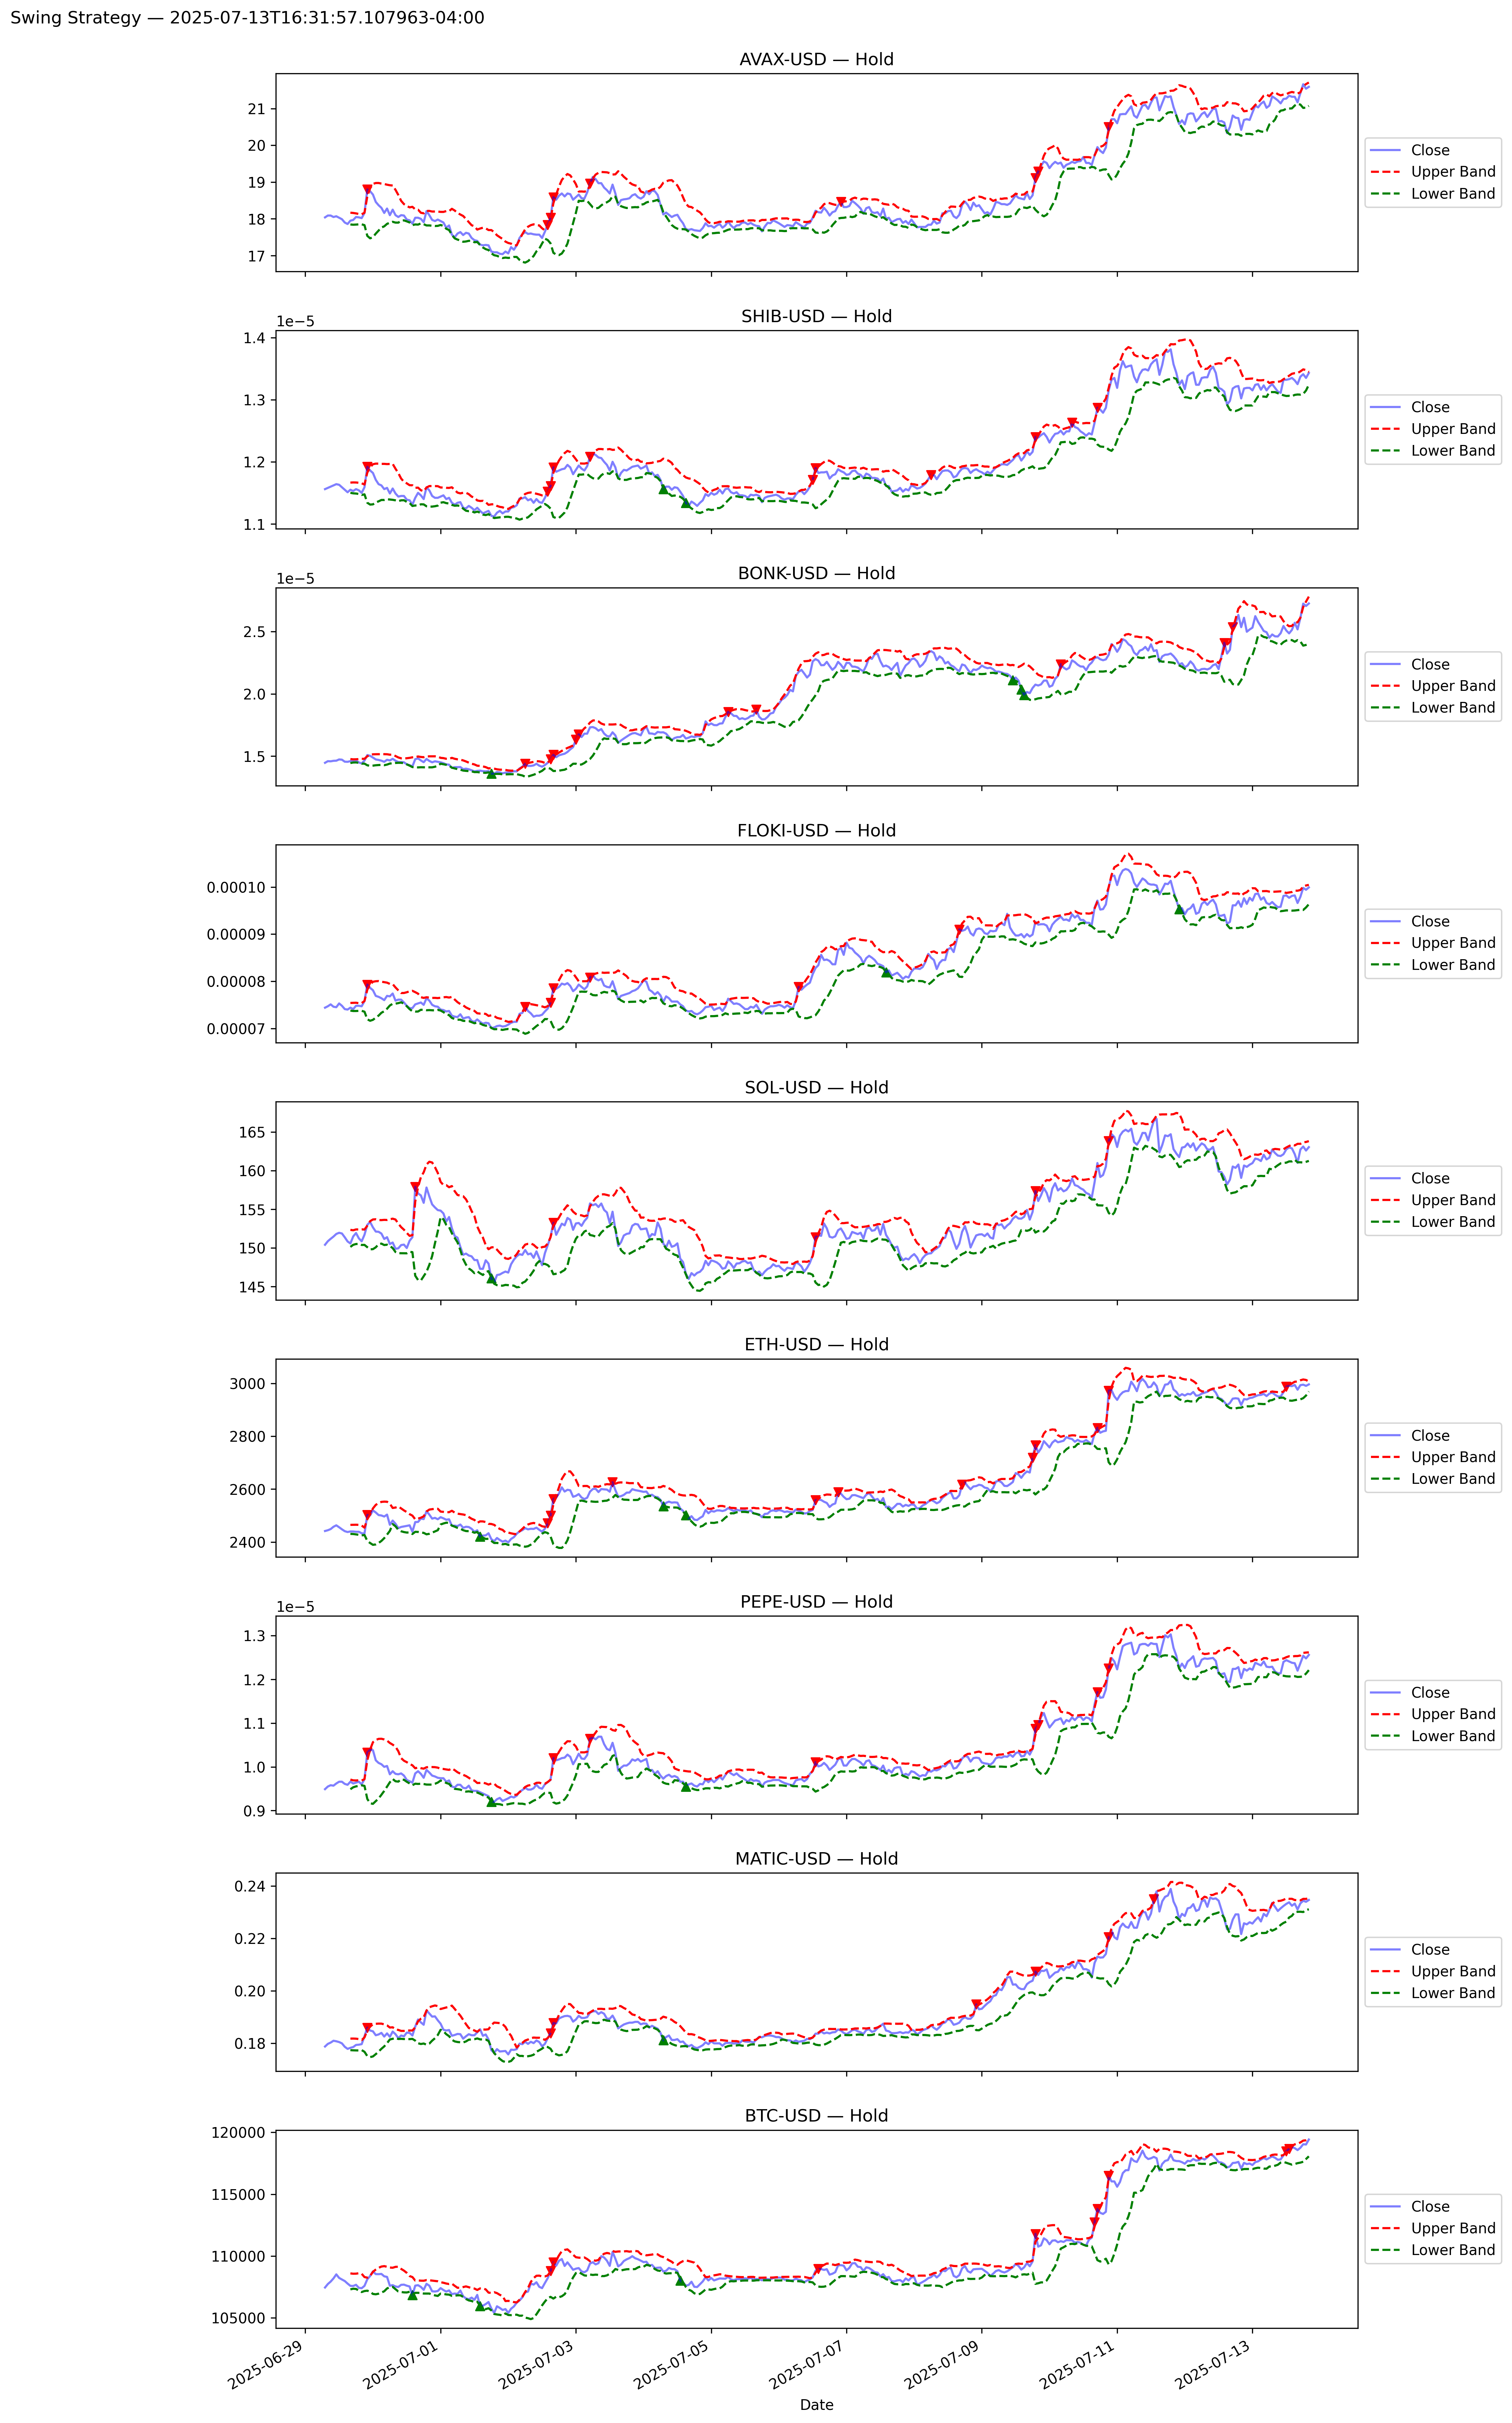 Swing Strategy — 2025-07-13T16:31:57.107963-04:00
AVAX-USD — Hold
21
20
19
18
17
Close
Upper Band
Lower Band
SHIB-USD — Hold
1e−5
1.4
1.3
1.2
1.1
Close
Upper Band
Lower Band
BONK-USD — Hold
1e−5
2.5
2.0
1.5
Close
Upper Band
Lower Band
FLOKI-USD — Hold
0.00010
0.00009
0.00008
0.00007
Close
Upper Band
Lower Band
SOL-USD — Hold
165
160
155
150
145
Close
Upper Band
Lower Band
ETH-USD — Hold
3000
2800
2600
2400
Close
Upper Band
Lower Band
PEPE-USD — Hold
1e−5
1.3
1.2
1.1
1.0
0.9
Close
Upper Band
Lower Band
MATIC-USD — Hold
0.24
0.22
0.20
0.18
Close
Upper Band
Lower Band
BTC-USD — Hold
120000
115000
110000
105000
Close
Upper Band
Lower Band
2025-06-29
2025-07-01
2025-07-03
2025-07-05
2025-07-07
2025-07-09
2025-07-11
2025-07-13
Date